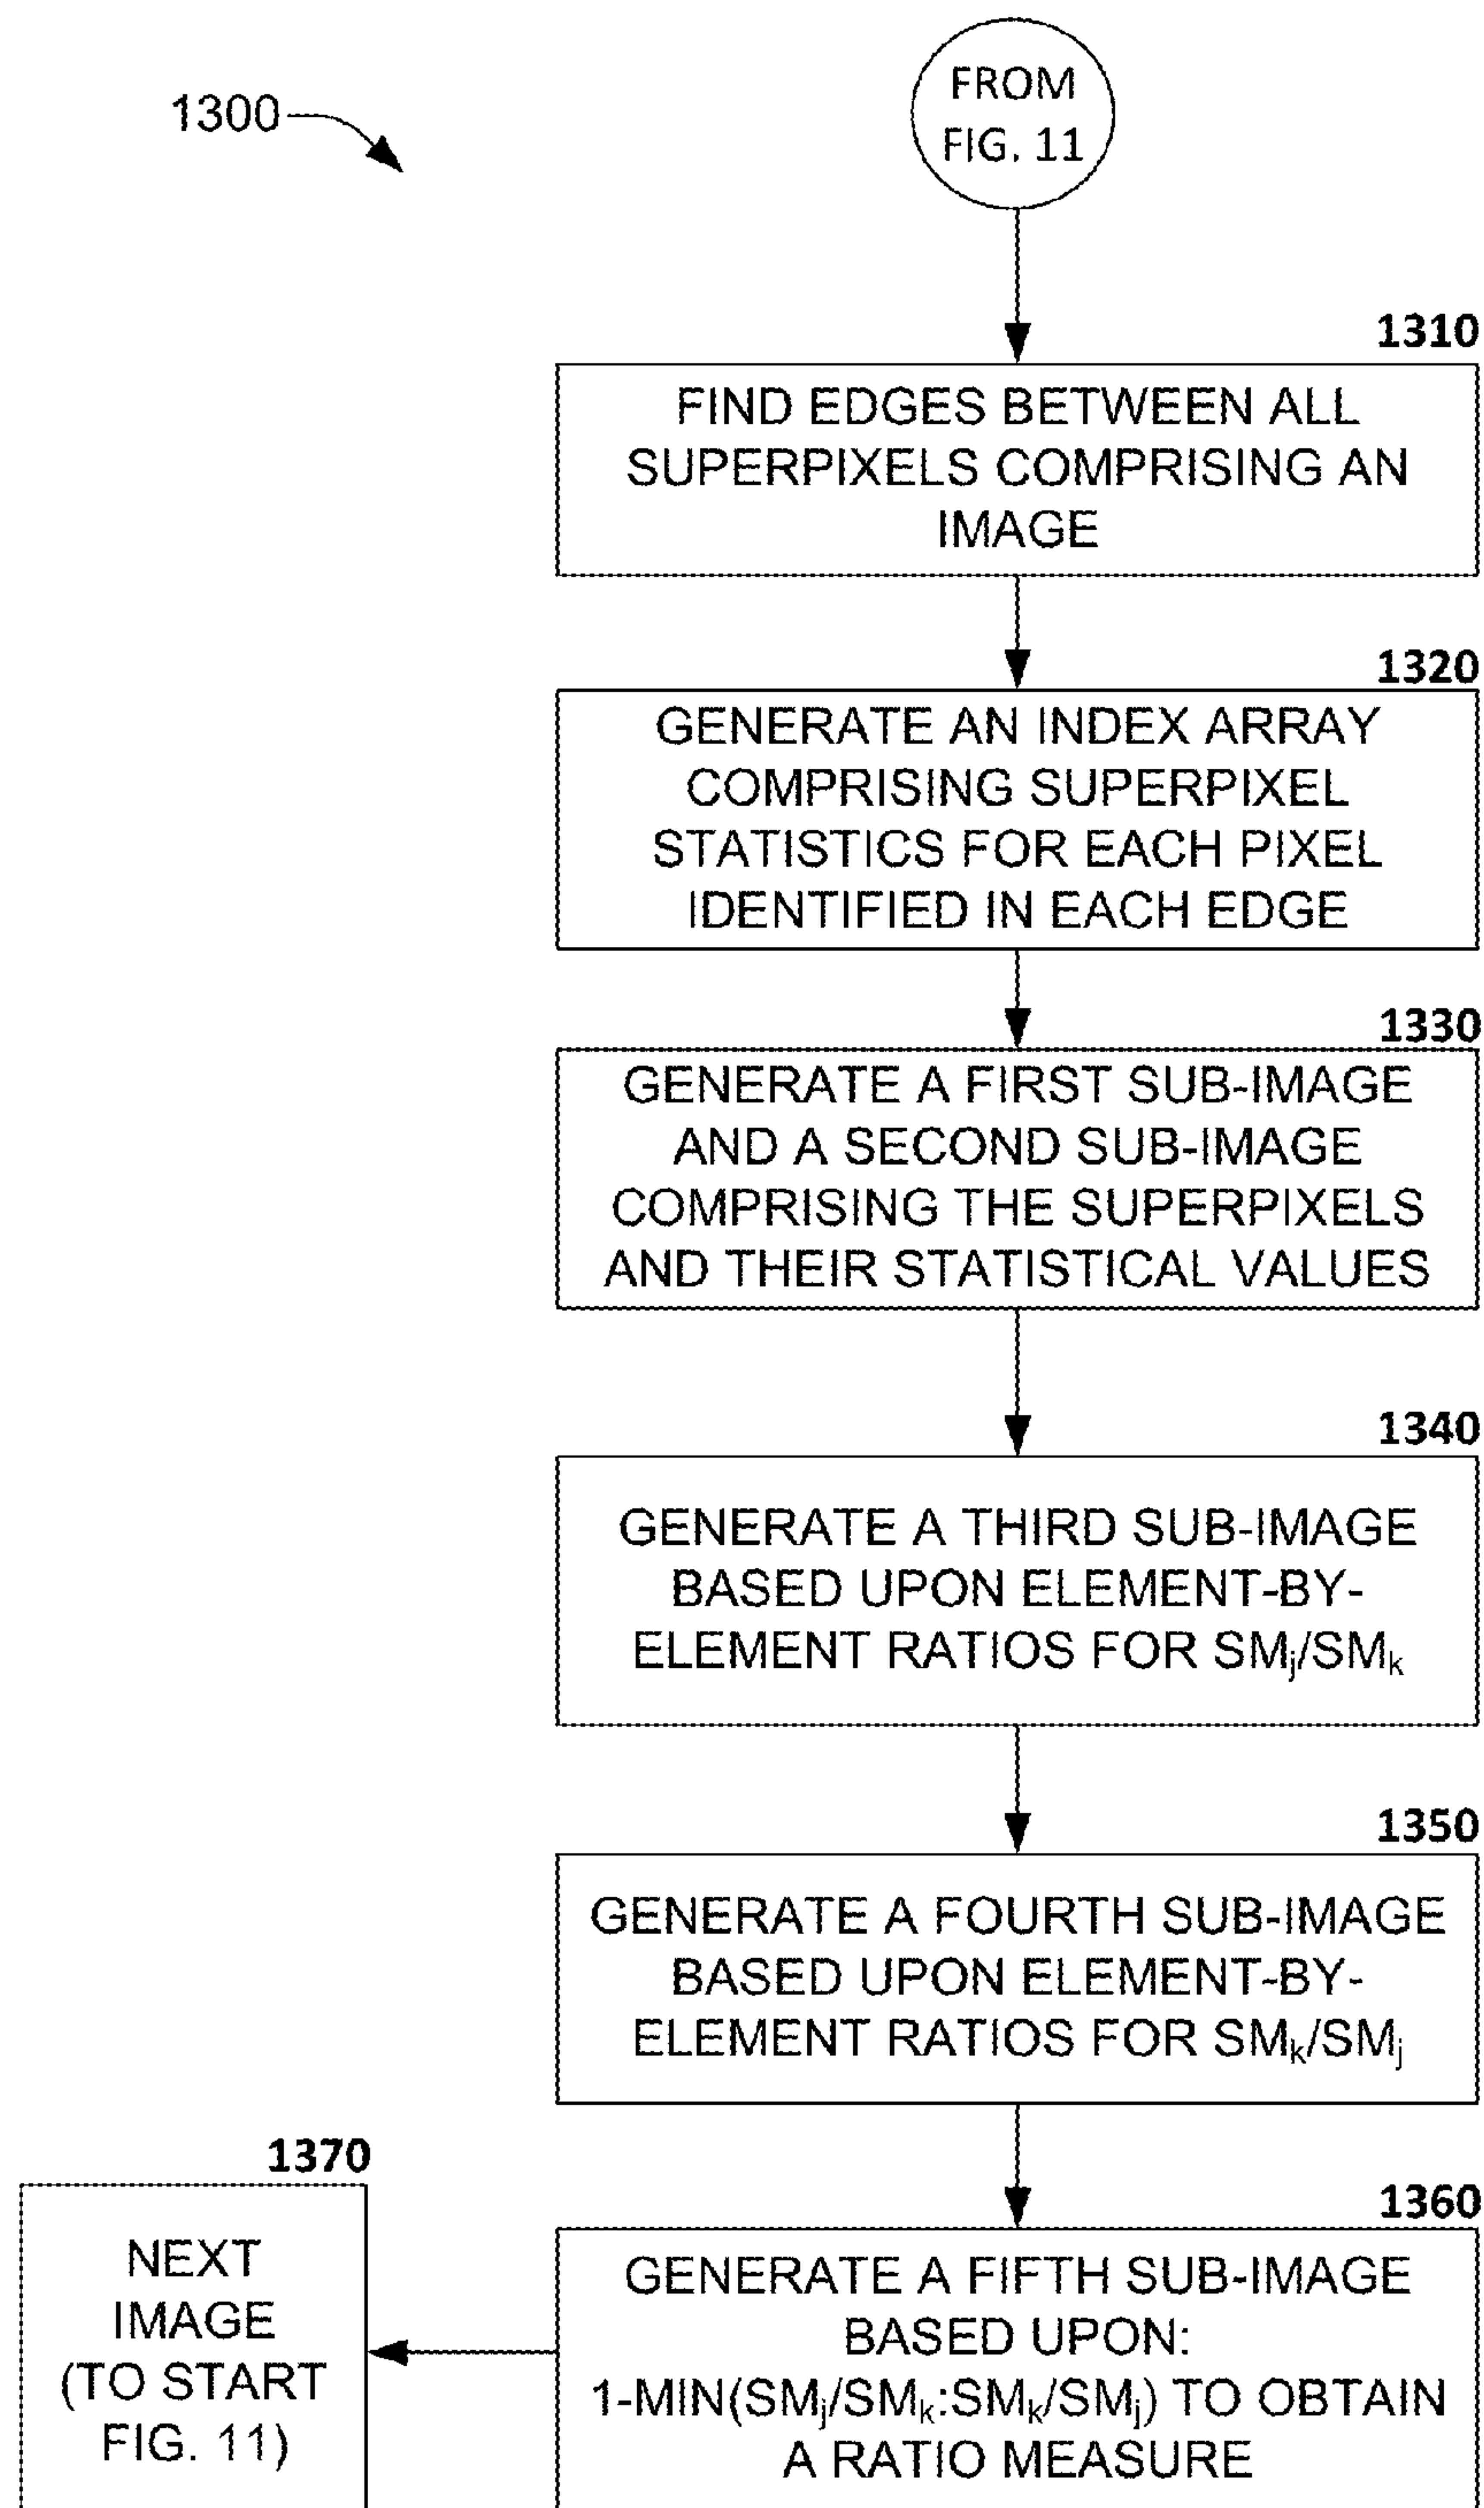 1300
FROM
FIG. 11
1310
FIND EDGES BETWEEN ALL
SUPERPIXELS COMPRISING AN
IMAGE
1320
GENERATE AN INDEX ARRAY
COMPRISING SUPERPIXEL
STATISTICS FOR EACH PIXEL
IDENTIFIED IN EACH EDGE
1330
GENERATE A FIRST SUB-IMAGE
AND A SECOND SUB-IMAGE
COMPRISING THE SUPERPIXELS
AND THEIR STATISTICAL VALUES
1340
GENERATE A THIRD SUB-IMAGE
BASED UPON ELEMENT-BY-
ELEMENT RATIOS FOR SMj/SMk
1350
GENERATE A FOURTH SUB-IMAGE
BASED UPON ELEMENT-BY-
ELEMENT RATIOS FOR SMk/SMj
1360
GENERATE A FIFTH SUB-IMAGE
BASED UPON:
1-MIN(SMj/SMk:SMk/SMj) TO OBTAIN
A RATIO MEASURE
1370
NEXT
IMAGE
(TO START
FIG. 11)